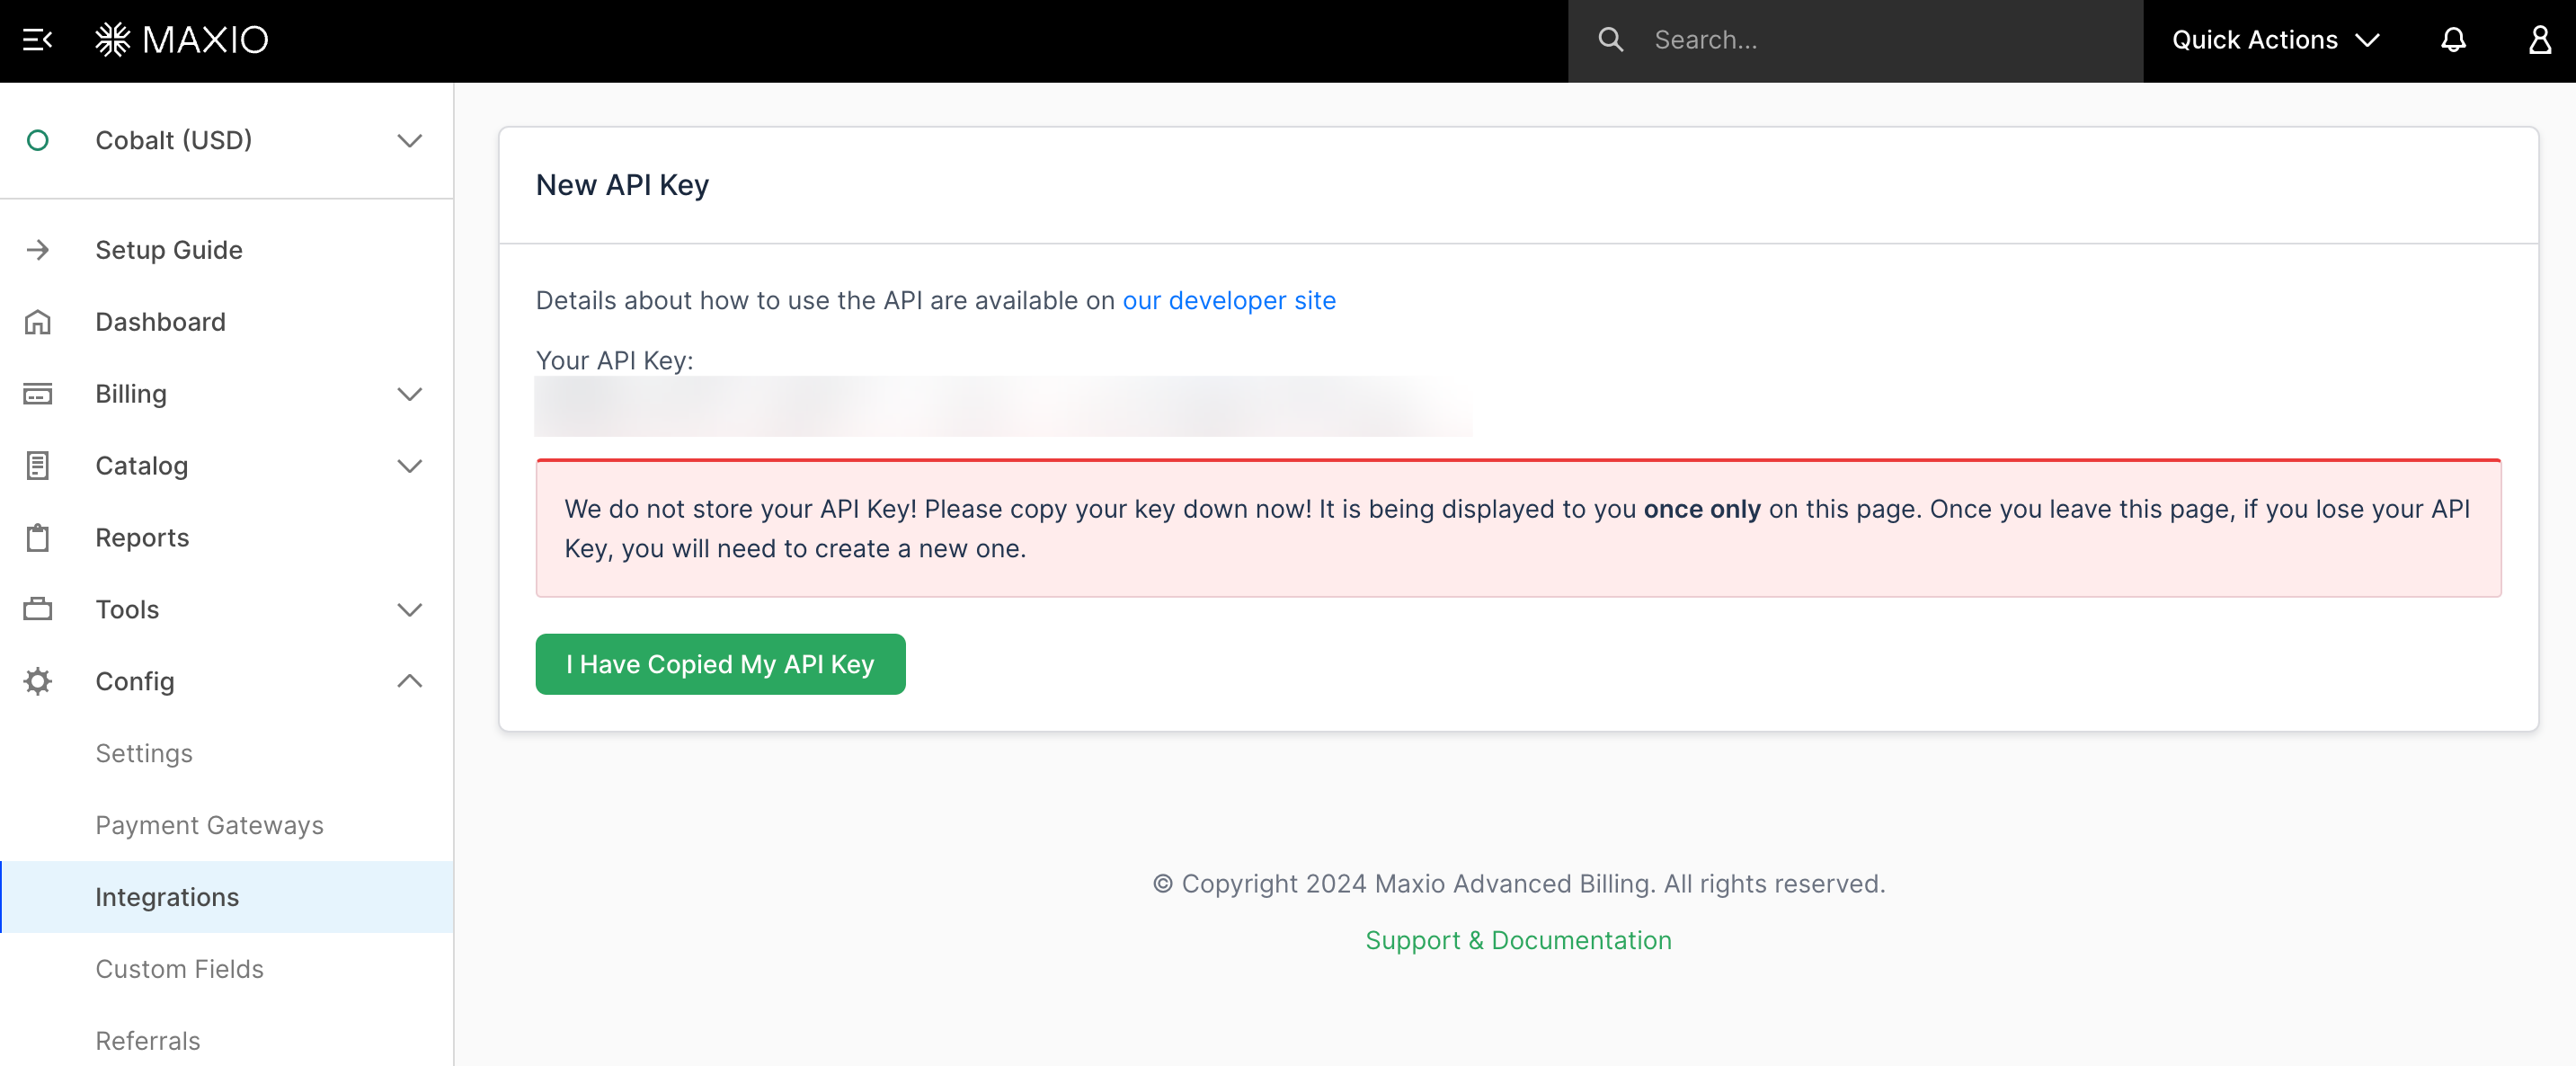 MAXIO
Search...
Quick Actions
Cobalt (USD)
Setup Guide
Dashboard
Billing
Catalog
Reports
Tools
Config
Settings
Payment Gateways
Integrations
Custom Fields
Referrals
New API Key
Details about how to use the API are available on our developer site
Your API Key:
We do not store your API Key! Please copy your key down now! It is being displayed to you once only on this page. Once you leave this page, if you lose your API
Key, you will need to create a new one.
I Have Copied My API Key
© Copyright 2024 Maxio Advanced Billing. All rights reserved.
Support & Documentation